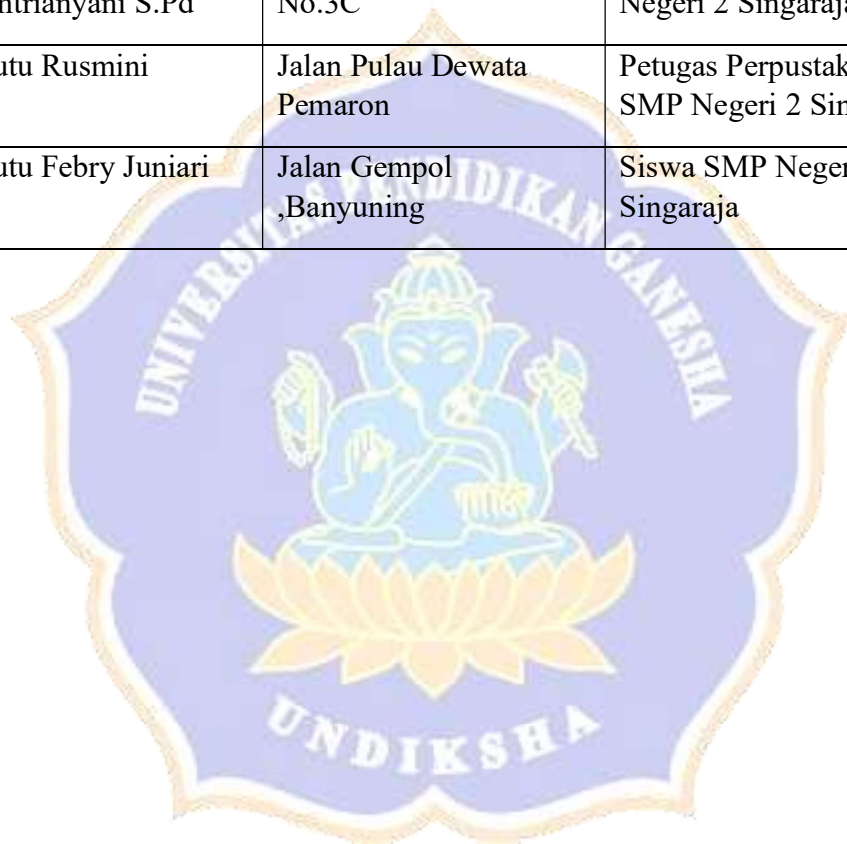 ntrianyani S.Pd No.3C Negeri 2 Singaraja
utu Rusmini Jalan Pulau Dewata Petugas Perpustak
Pemaron SMP Negeri 2 Sin
utu Febry Juniari Jalan Gempol Siswa SMP Neger
,Banyuning Singaraja
UNIVERSITAS PENDIDIKAN GANESHA
UNDIKSHA